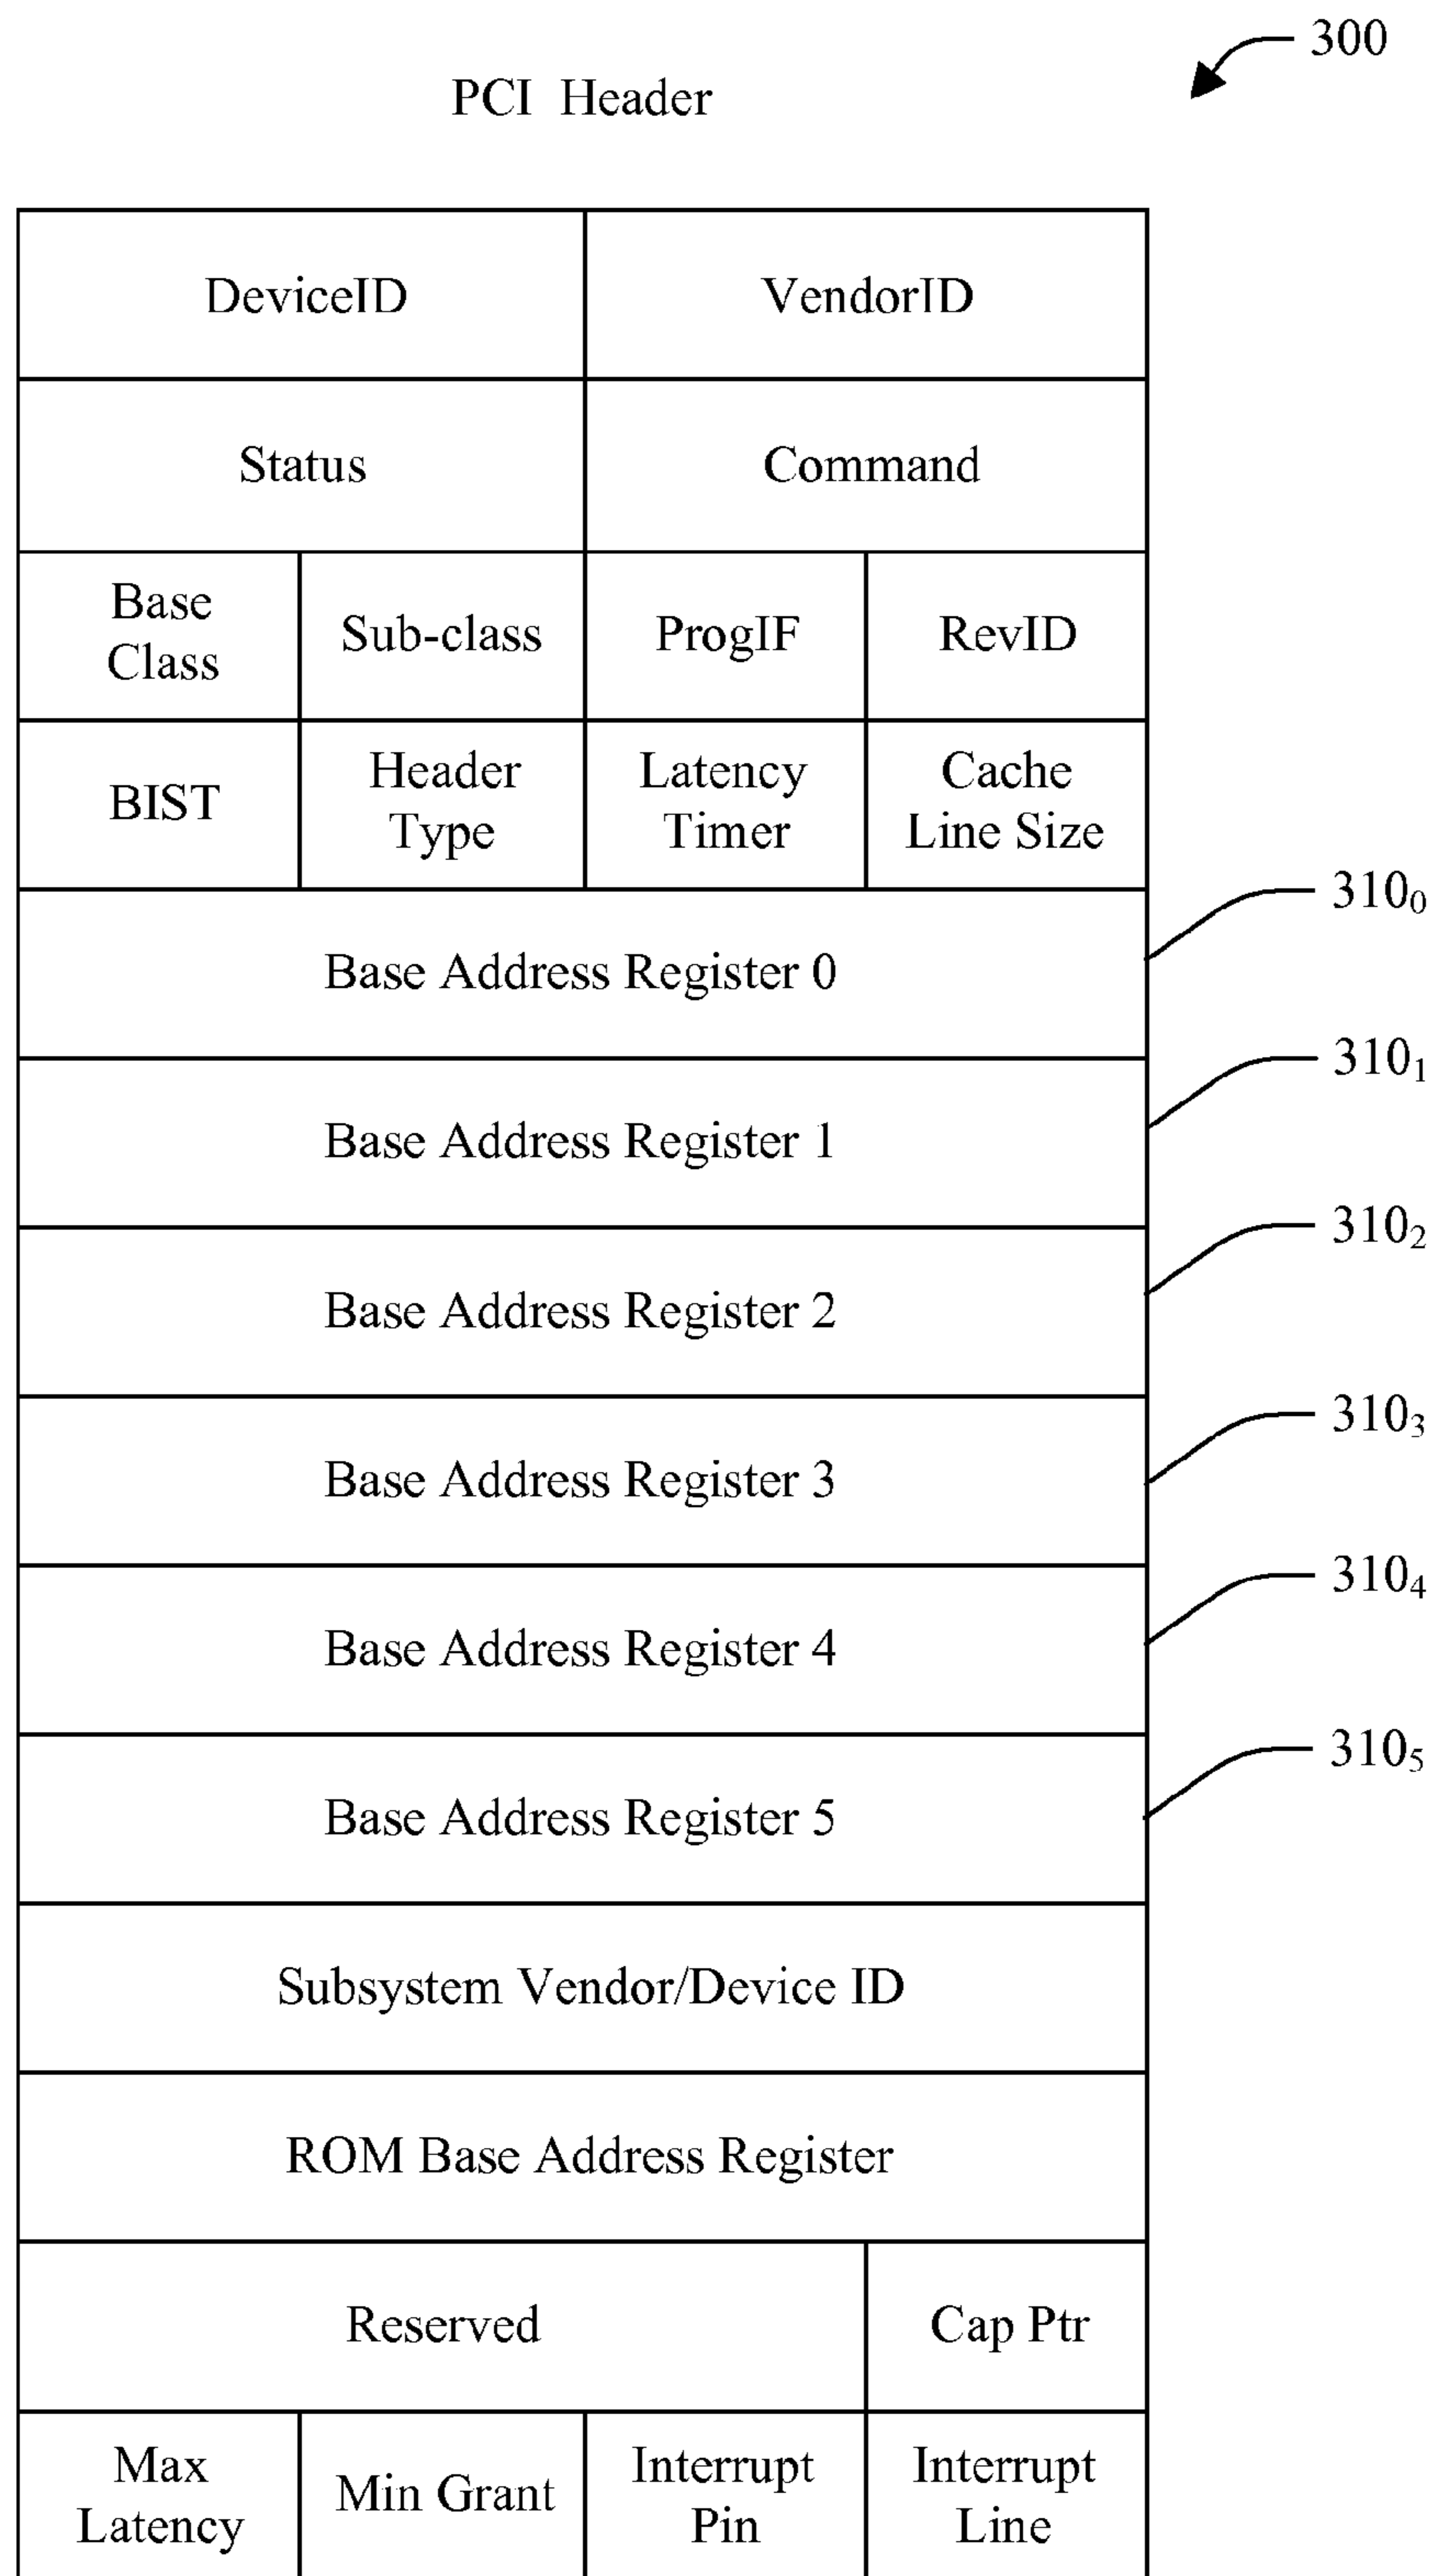 300
PCI Header
DeviceID
VendorID
Status
Command
Base
Class
Sub-class
ProgIF
RevID
BIST
Header
Type
Latency
Timer
Cache
Line Size
310₀
Base Address Register 0
310₁
Base Address Register 1
310₂
Base Address Register 2
310₃
Base Address Register 3
310₄
Base Address Register 4
310₅
Base Address Register 5
Subsystem Vendor/Device ID
ROM Base Address Register
Reserved
Cap Ptr
Max
Latency
Min Grant
Interrupt
Pin
Interrupt
Line